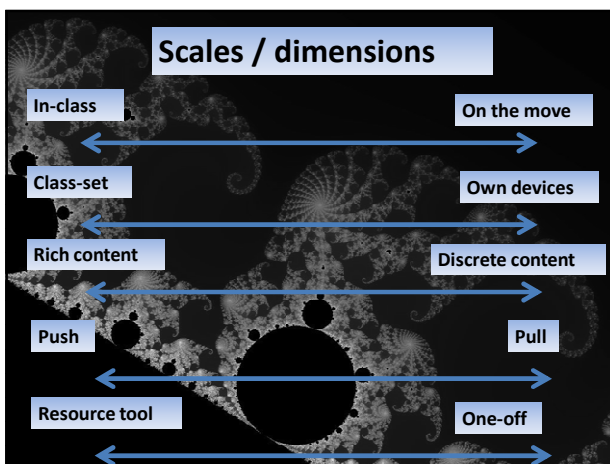 Scales / dimensions
In-class
On the move
Class-set
Own devices
Rich content
Discrete content
Push
Pull
Resource tool
One-off